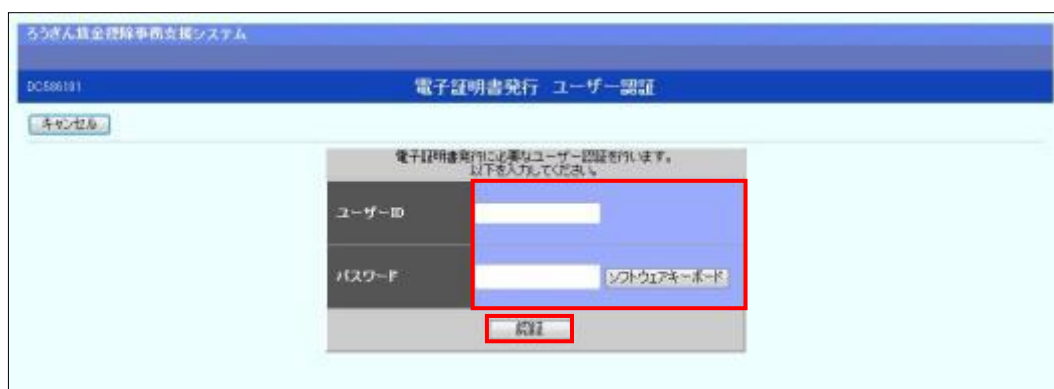 ろうきん賃金控除事務支援システム
DC586101
電子証明書発行 ユーザー認証
キャンセル
電子証明書発行に必要なユーザー認証を行います。
以下を入力してください。
ユーザーID
パスワード
ソフトウェアキーボード
認証